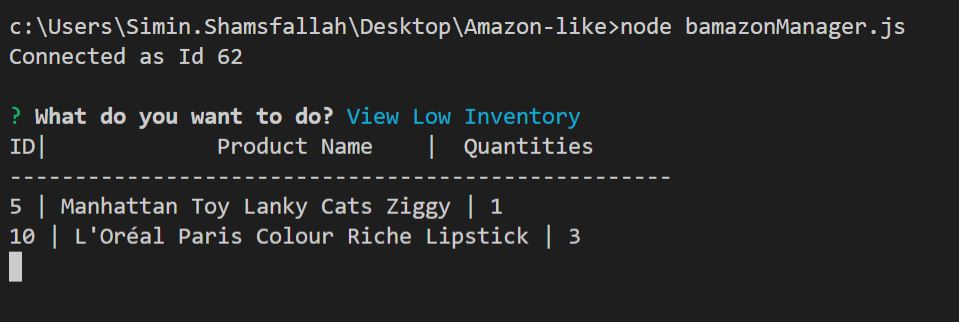 c:\Users\Simin.Shamsfallah\Desktop\Amazon-like>node bamazonManager.js
Connected as Id 62
? What do you want to do? View Low Inventory
ID|             Product Name    |  Quantities
---------------------------------------------------
5 | Manhattan Toy Lanky Cats Ziggy | 1
10 | L'Oréal Paris Colour Riche Lipstick | 3